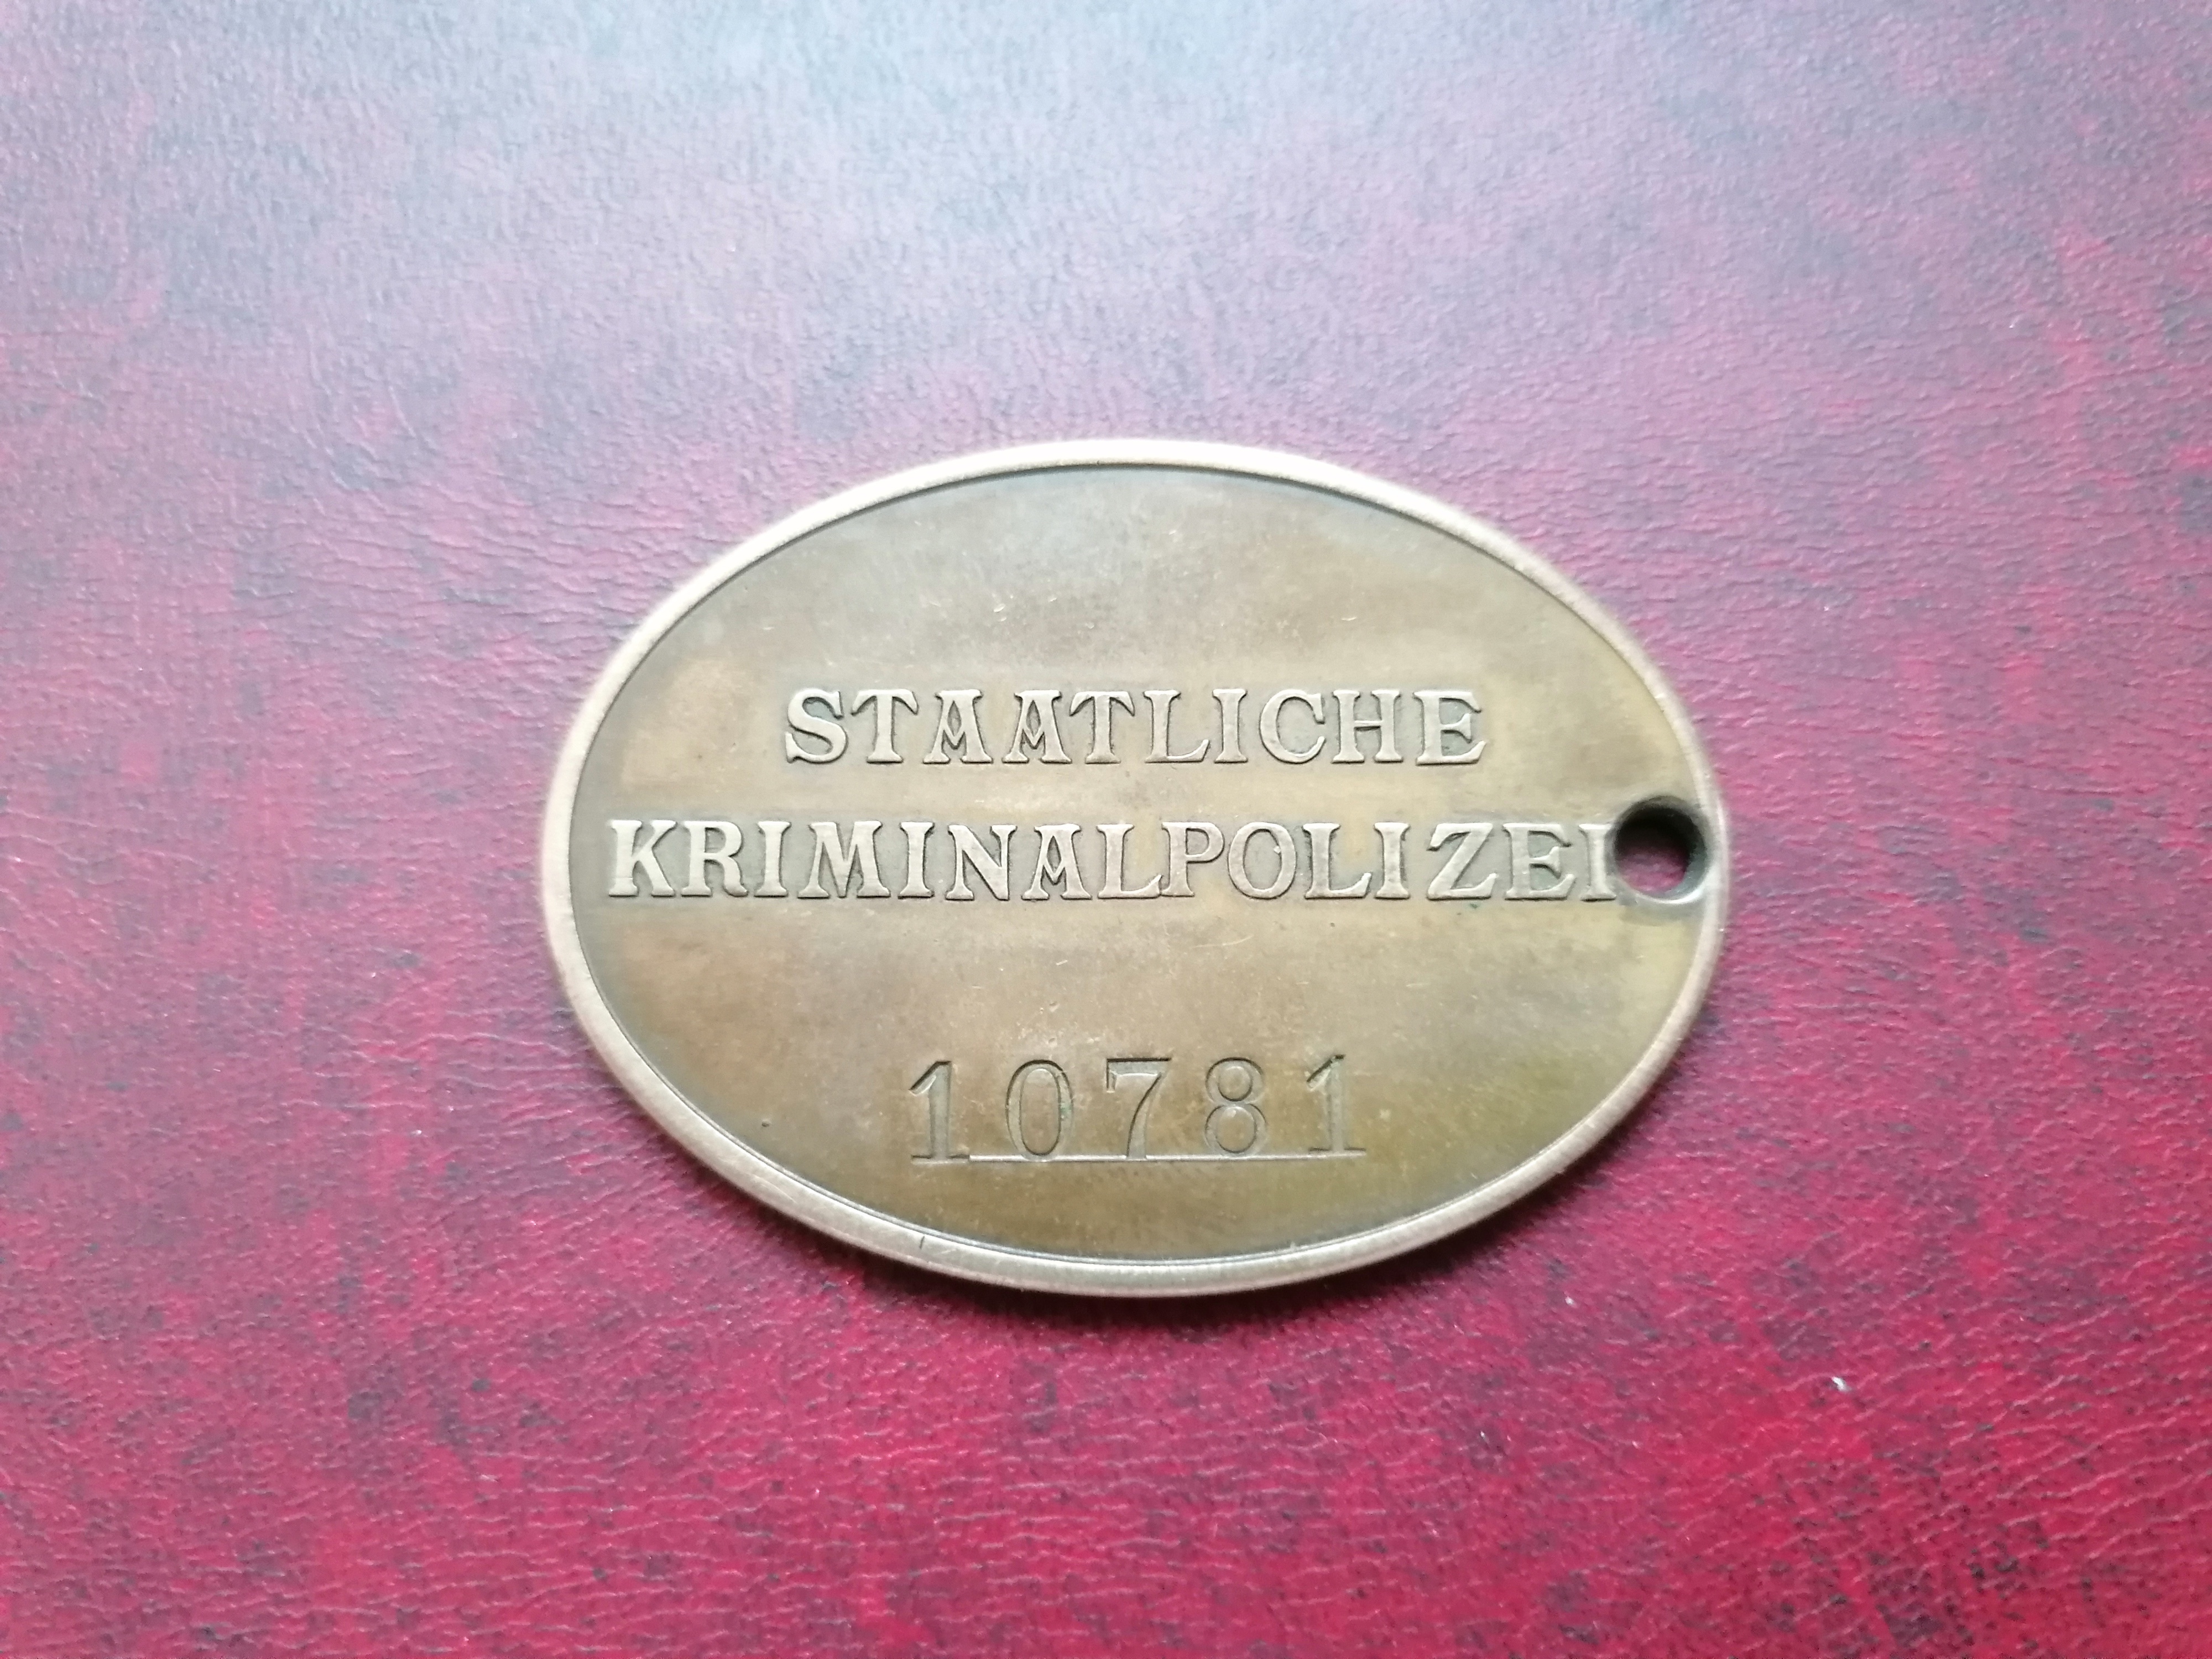 STAATLICHE
KRIMINALPOLIZEI
10781